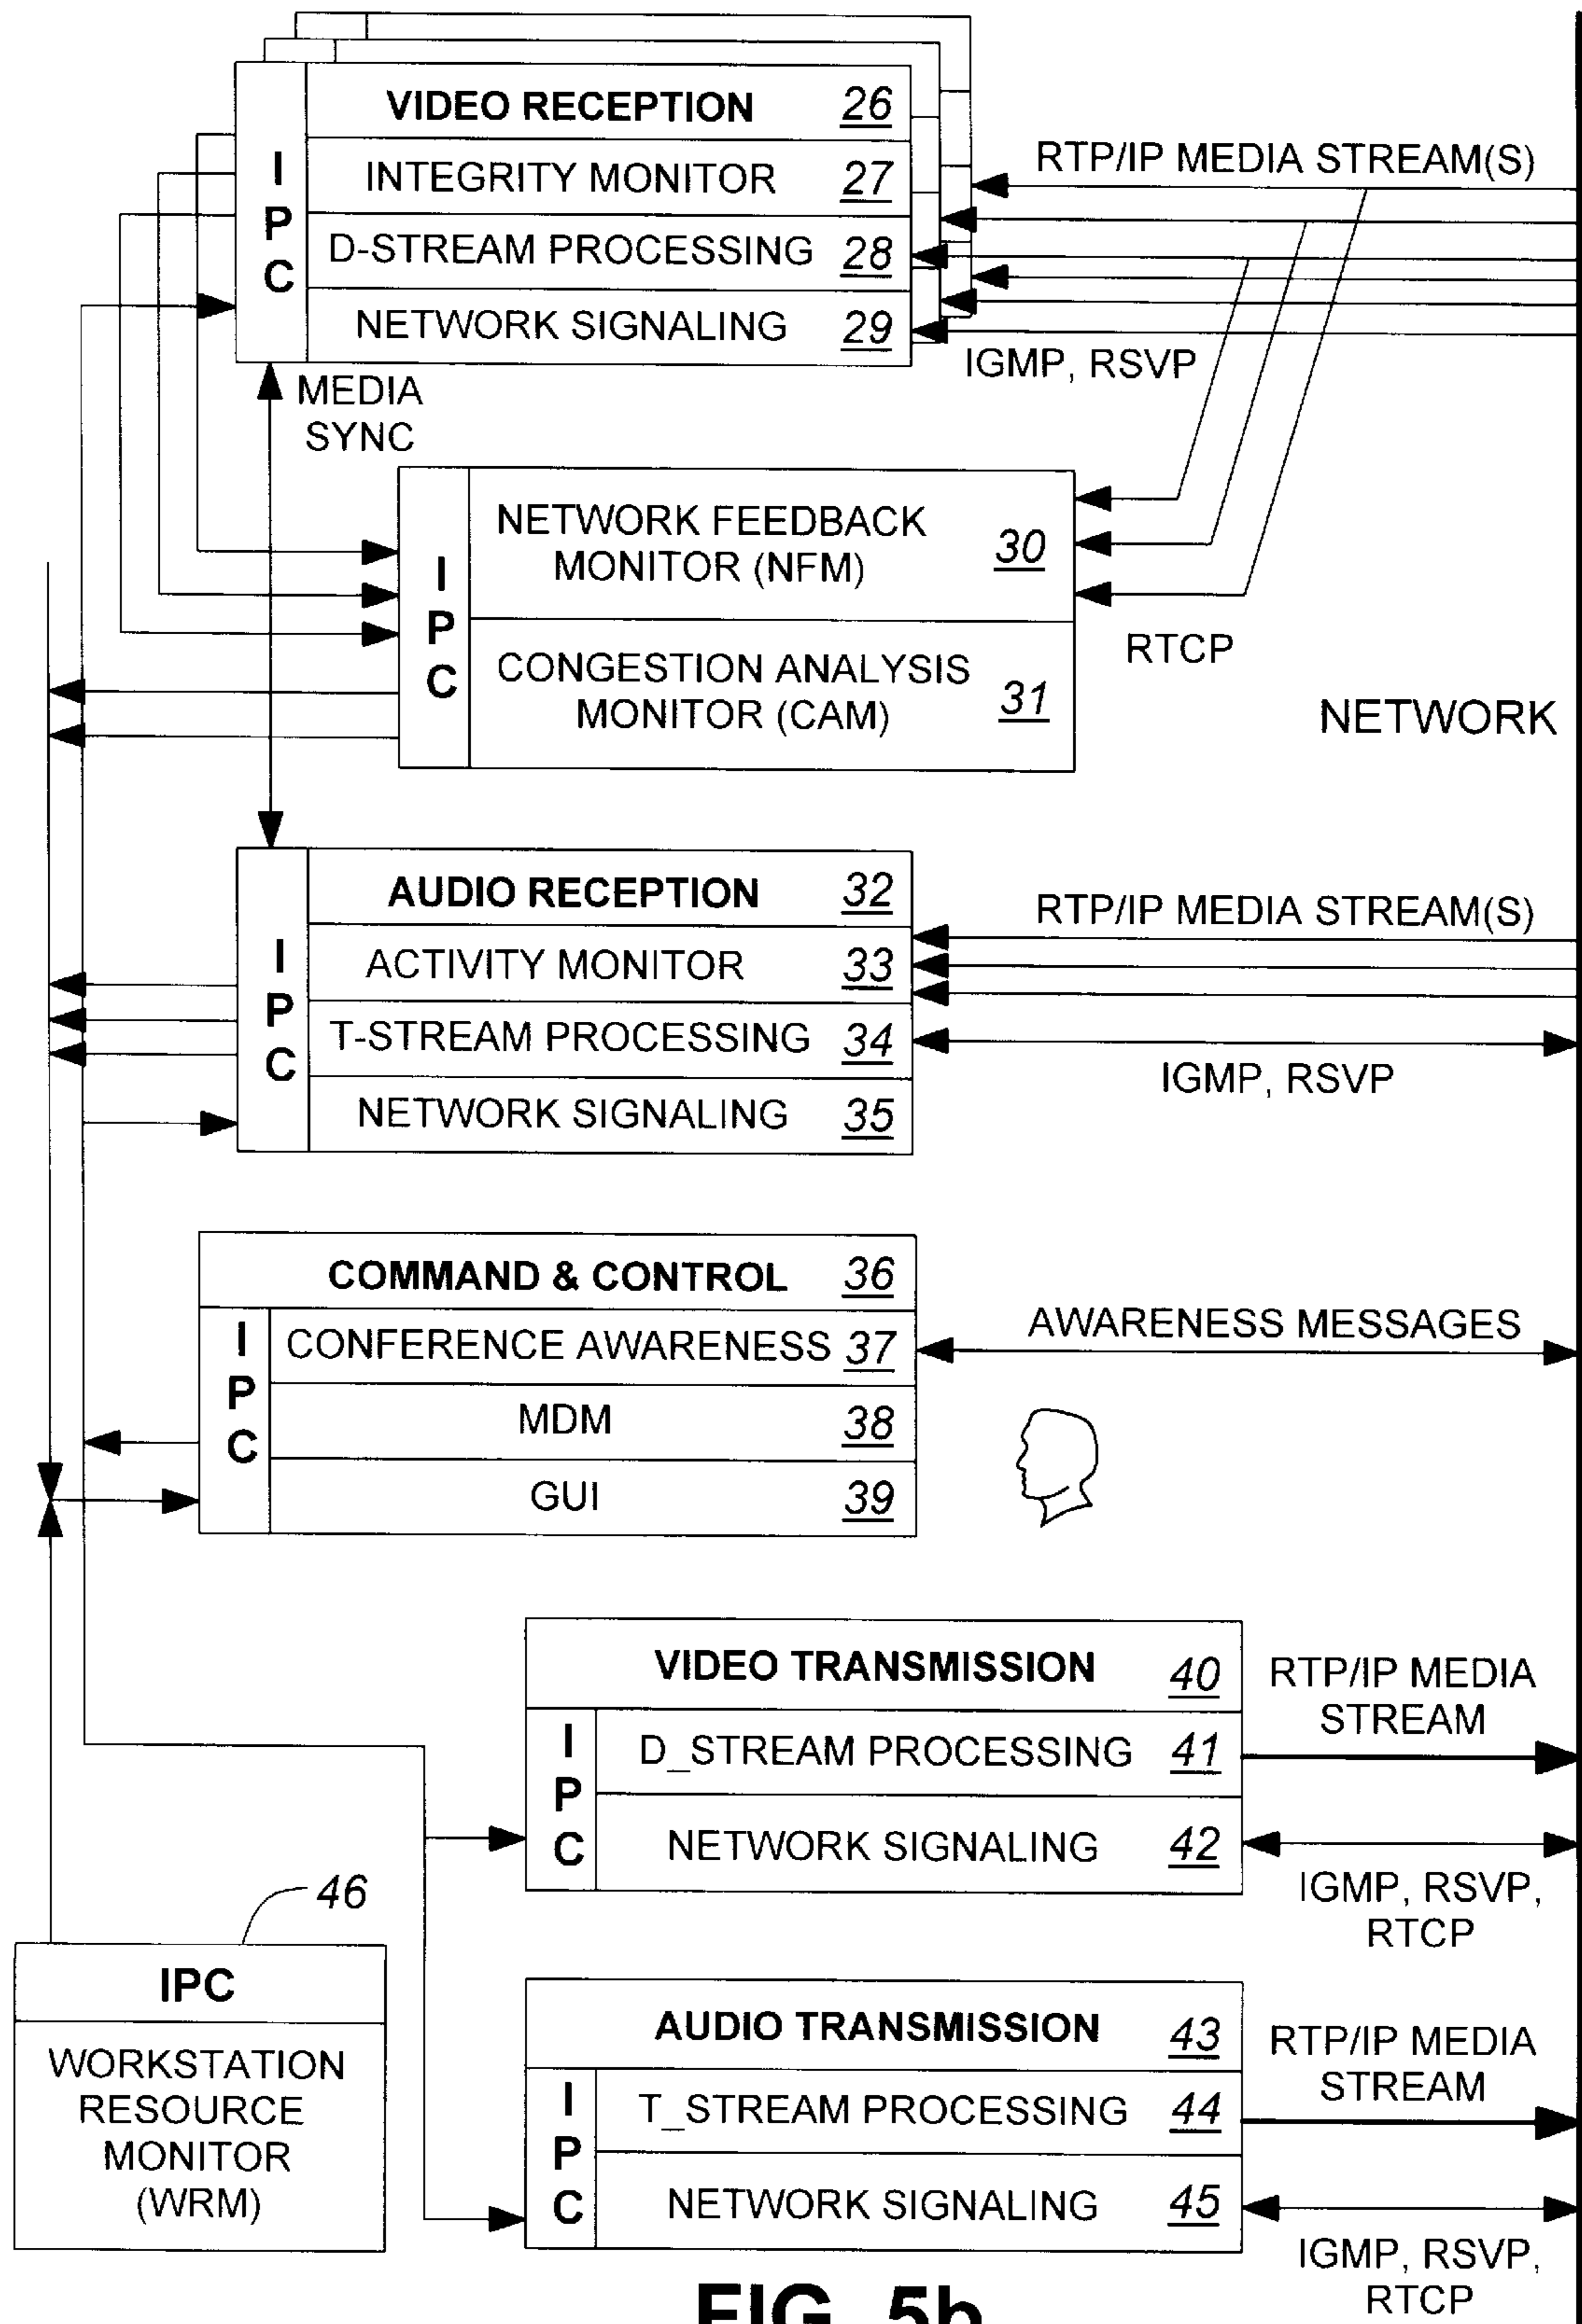 VIDEO RECEPTION 26
IPC
INTEGRITY MONITOR 27
RTP/IP MEDIA STREAM(S)
D-STREAM PROCESSING 28
NETWORK SIGNALING 29
IGMP, RSVP
MEDIA
SYNC
IPC
NETWORK FEEDBACK
MONITOR (NFM) 30
RTCP
CONGESTION ANALYSIS
MONITOR (CAM) 31
NETWORK
AUDIO RECEPTION 32
RTP/IP MEDIA STREAM(S)
IPC
ACTIVITY MONITOR 33
T-STREAM PROCESSING 34
IGMP, RSVP
NETWORK SIGNALING 35
COMMAND & CONTROL 36
IPC
CONFERENCE AWARENESS 37
AWARENESS MESSAGES
MDM 38
GUI 39
VIDEO TRANSMISSION 40
RTP/IP MEDIA
STREAM
IPC
D_STREAM PROCESSING 41
NETWORK SIGNALING 42
IGMP, RSVP,
RTCP
46
IPC
WORKSTATION
RESOURCE
MONITOR
(WRM)
AUDIO TRANSMISSION 43
RTP/IP MEDIA
STREAM
IPC
T_STREAM PROCESSING 44
NETWORK SIGNALING 45
IGMP, RSVP,
RTCP
FIG. 5b